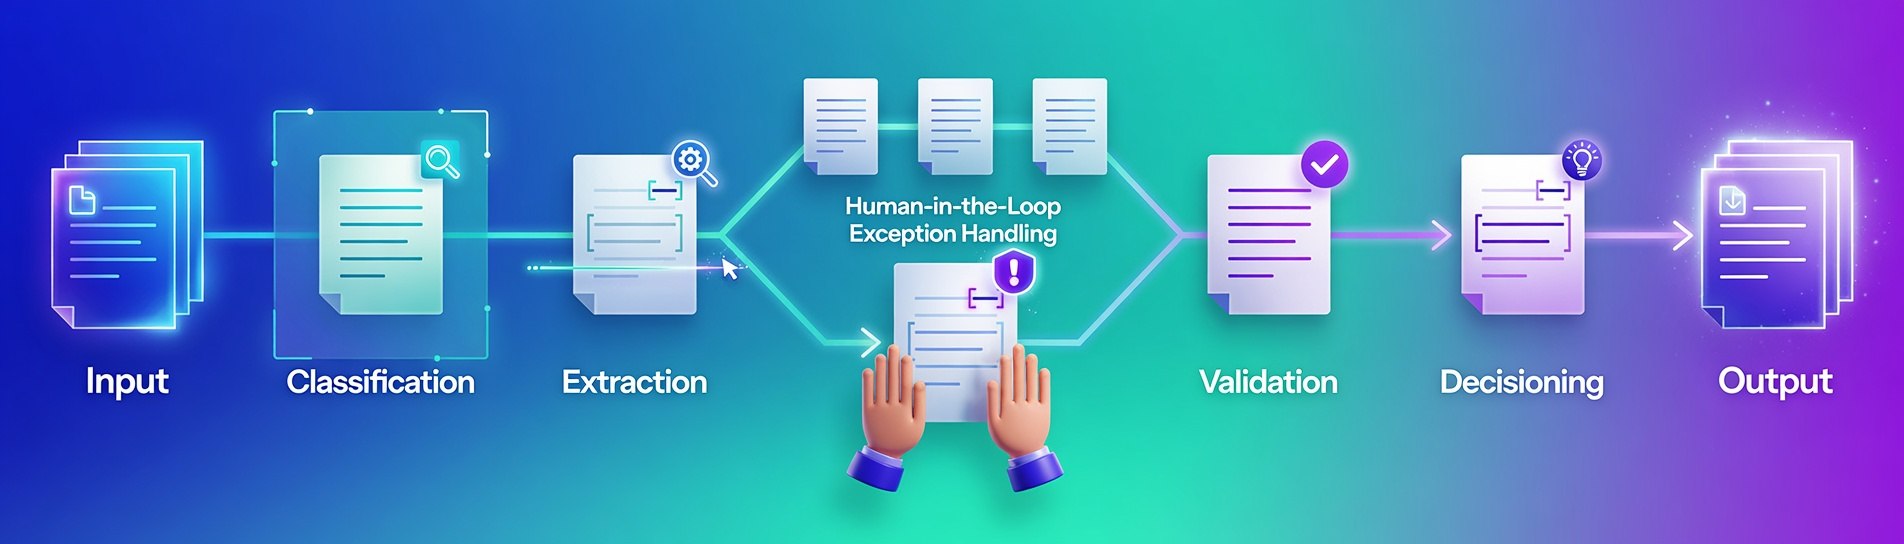 Input
Classification
Extraction
Human-in-the-Loop
Exception Handling
Validation
Decisioning
Output